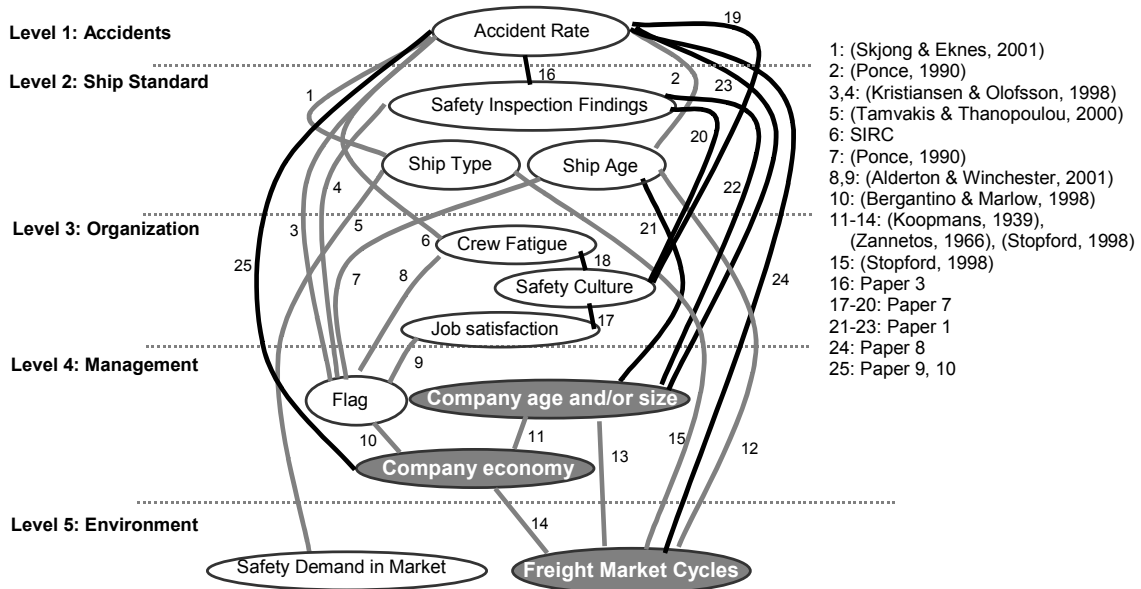 Level 1: Accidents
Accident Rate
19
Level 2: Ship Standard
1
16
2
23
Safety Inspection Findings
20
Ship Type
Ship Age
4
22
Level 3: Organization
3
5
6
Crew Fatigue
21
25
7
8
18
24
Safety Culture
Job satisfaction
17
Level 4: Management
9
Flag
Company age and/or size
10
11
13
15
12
Company economy
Level 5: Environment
14
Safety Demand in Market
Freight Market Cycles
1: (Skjong & Eknes, 2001)
2: (Ponce, 1990)
3,4: (Kristiansen & Olofsson, 1998)
5: (Tamvakis & Thanopoulou, 2000)
6: SIRC
7: (Ponce, 1990)
8,9: (Alderton & Winchester, 2001)
10: (Bergantino & Marlow, 1998)
11-14: (Koopmans, 1939),
(Zannetos, 1966), (Stopford, 1998)
15: (Stopford, 1998)
16: Paper 3
17-20: Paper 7
21-23: Paper 1
24: Paper 8
25: Paper 9, 10